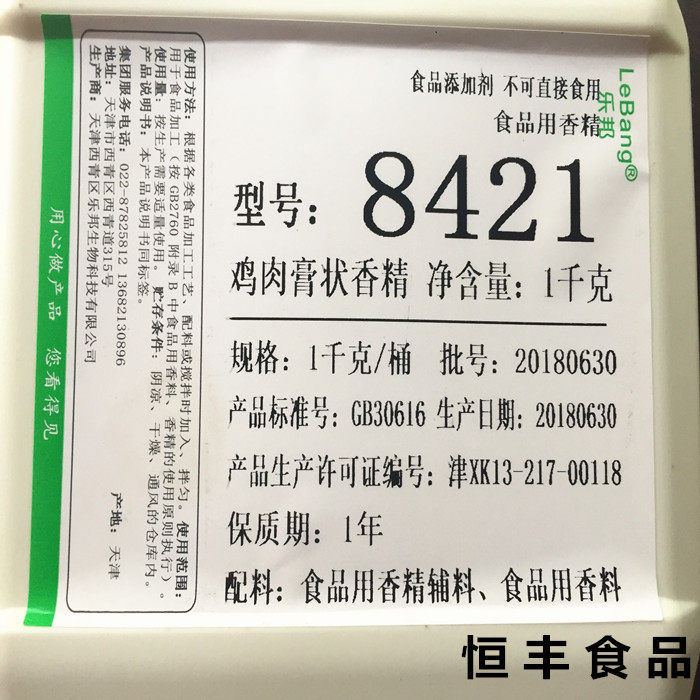 LeBang®
乐邦
食品添加剂 不可直接食用
食品用香精
型号：8421
鸡肉膏状香精 净含量：1千克
规格：1千克/桶 批号：20180630
产品标准号：GB30616 生产日期：20180630
产品生产许可证编号：津XK13-217-00118
保质期：1年
配料：食品用香精辅料、食品用香料
使用方法：根据各类食品加工工艺、配料或搅拌时加入、拌匀。使用范围：
用于食品加工（按GB2760 附录 B 中食品用香料、香精的使用原则执行）。
使用量：按生产需要适量使用。贮存条件：阴凉、干燥、通风的仓库内。
产品说明书：本产品说明书同标签。
集团服务电话：022-87825812 13682130896
地址：天津市西青区西青道315号
生产商：天津西青区乐邦生物科技有限公司
产地：天津
用心做产品 您看得见
恒丰食品